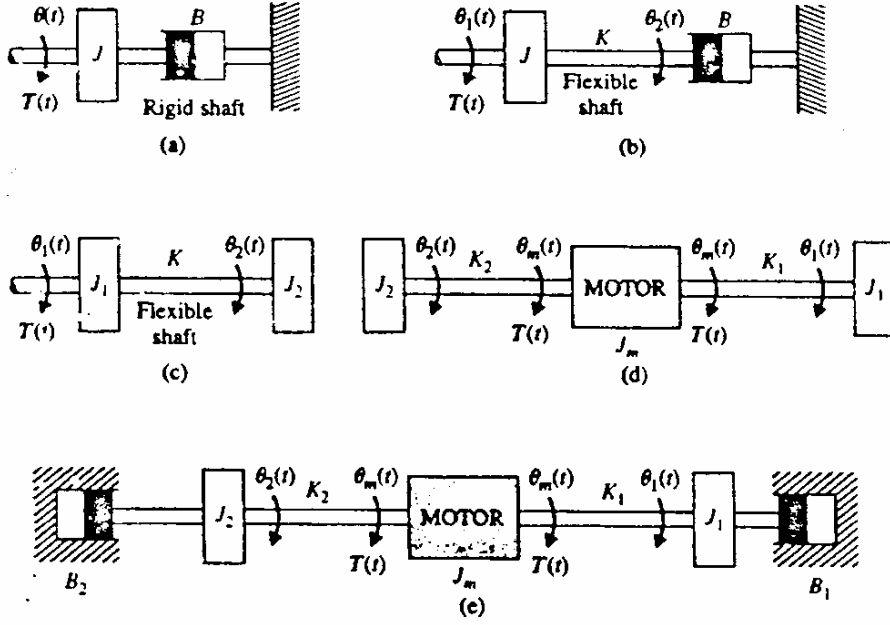 θ(t) B
J
T(t)
Rigid shaft
(a)
θ₁(t) K θ₂(t) B
J
T(t) Flexible
shaft
(b)
θ₁(t) K θ₂(t)
J₁ J₂
T(t) Flexible
shaft
(c)
θ₂(t) K₂ θₘ(t) θₘ(t) K₁ θ₁(t)
J₂ MOTOR J₁
T(t) T(t)
Jₘ
(d)
θ₂(t) K₂ θₘ(t) θₘ(t) K₁ θ₁(t)
J₂ MOTOR J₁
T(t) T(t)
B₂ Jₘ B₁
(e)